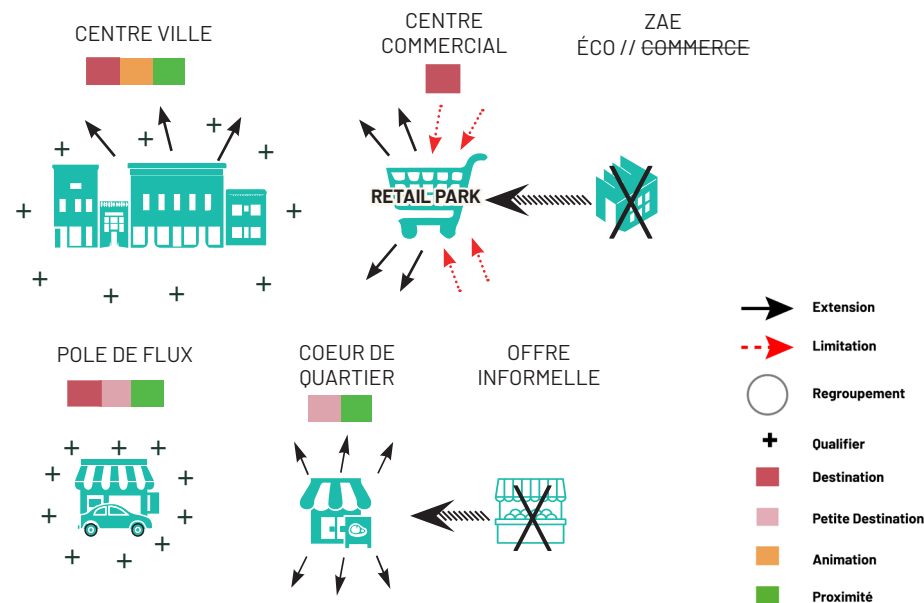 CENTRE VILLE
CENTRE
COMMERCIAL
ZAE
ÉCO // COMMERCE
RETAIL PARK
POLE DE FLUX
COEUR DE
QUARTIER
OFFRE
INFORMELLE
Extension
Limitation
Regroupement
Qualifier
Destination
Petite Destination
Animation
Proximité